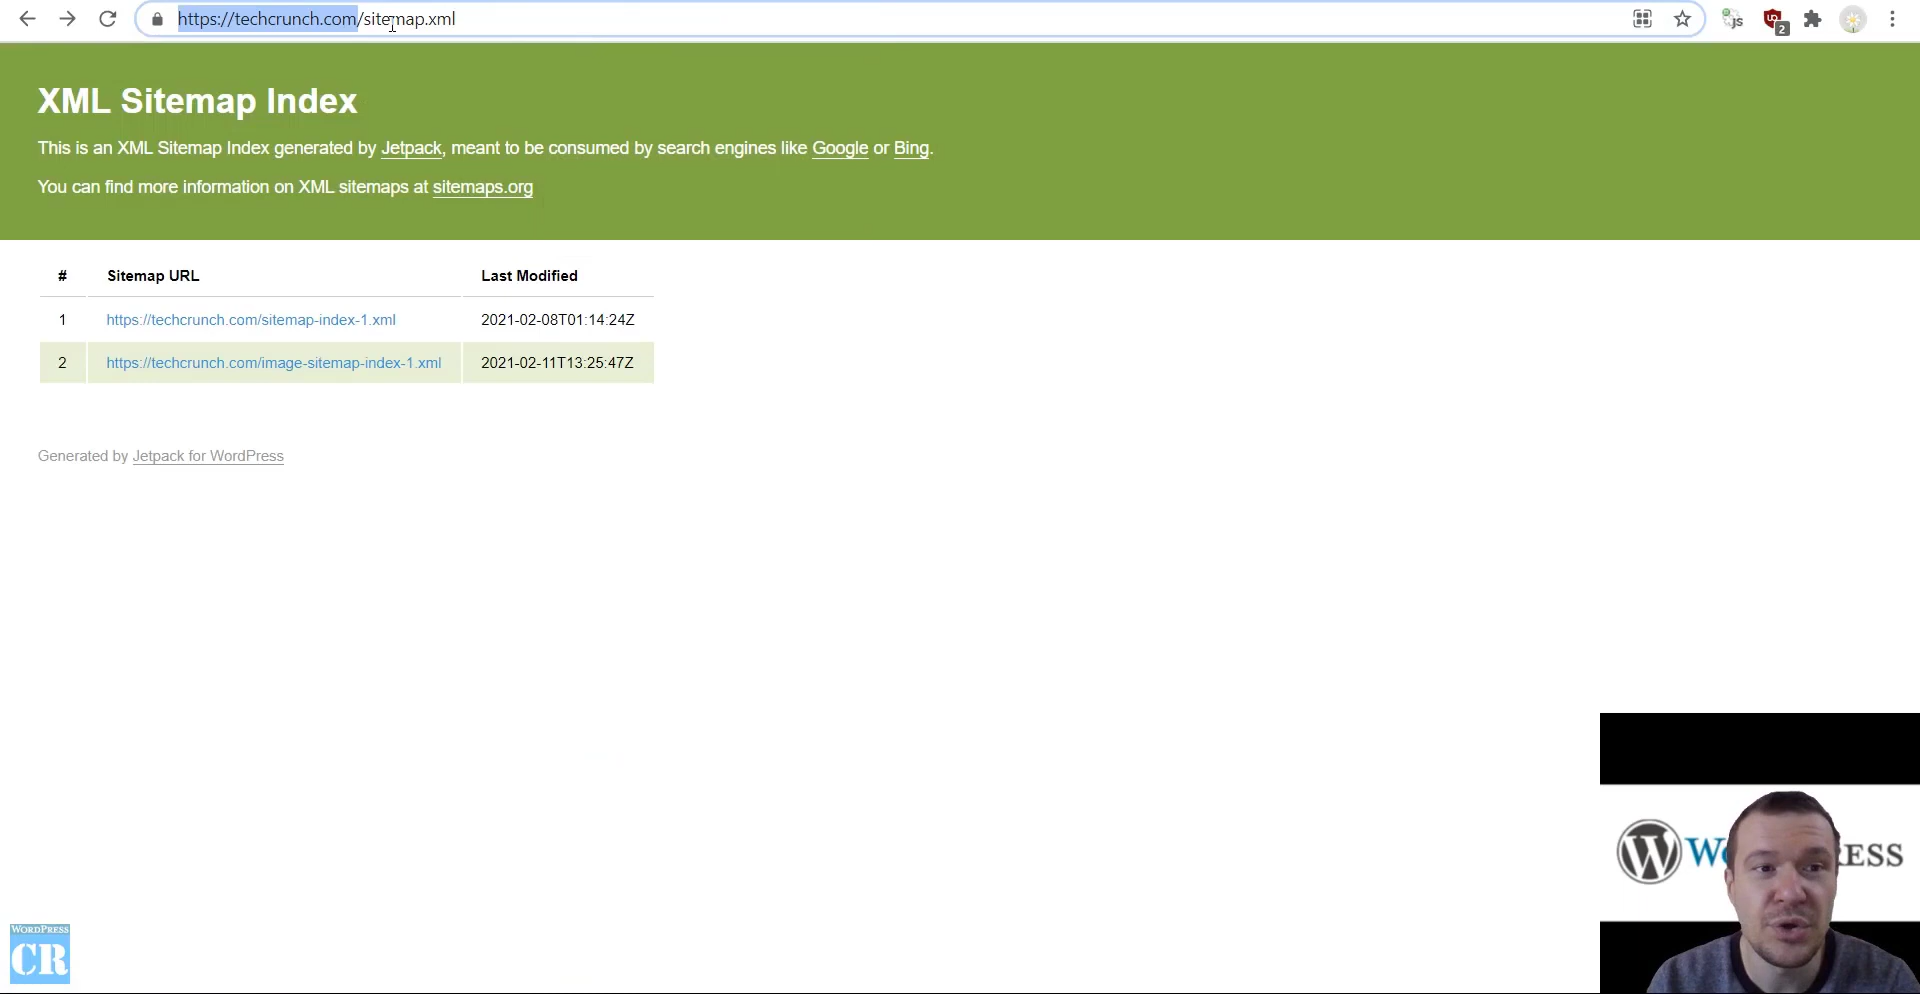 https://techcrunch.com/sitemap.xml
JS
2
XML Sitemap Index
This is an XML Sitemap Index generated by Jetpack, meant to be consumed by search engines like Google or Bing.
You can find more information on XML sitemaps at sitemaps.org
# Sitemap URL Last Modified
1 https://techcrunch.com/sitemap-index-1.xml 2021-02-08T01:14:24Z
2 https://techcrunch.com/image-sitemap-index-1.xml 2021-02-11T13:25:47Z
Generated by Jetpack for WordPress
W
ESS
WORDPRESS
CR